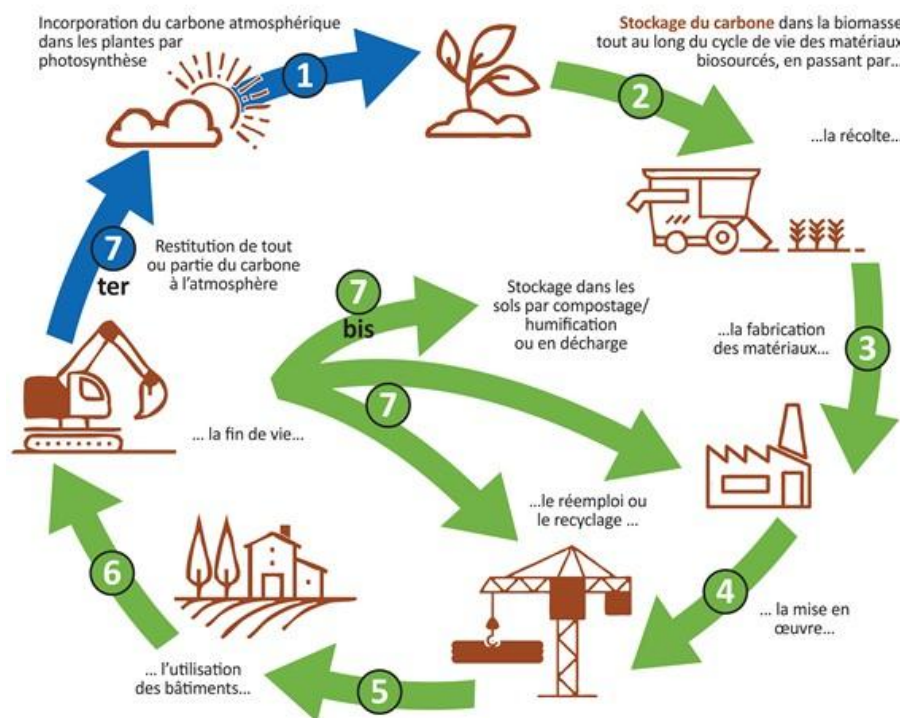 Incorporation du carbone atmosphérique
dans les plantes par
photosynthèse
1
Stockage du carbone dans la biomasse
tout au long du cycle de vie des matériaux
biosourcés, en passant par...
2
...la récolte...
7
ter
Restitution de tout
ou partie du carbone
à l'atmosphère
7
bis
Stockage dans les
sols par compostage/
humification
ou en décharge
...la fabrication
des matériaux...
3
7
... la fin de vie...
...le réemploi ou
le recyclage ...
6
4
... la mise en
œuvre...
... l'utilisation
des bâtiments...
5